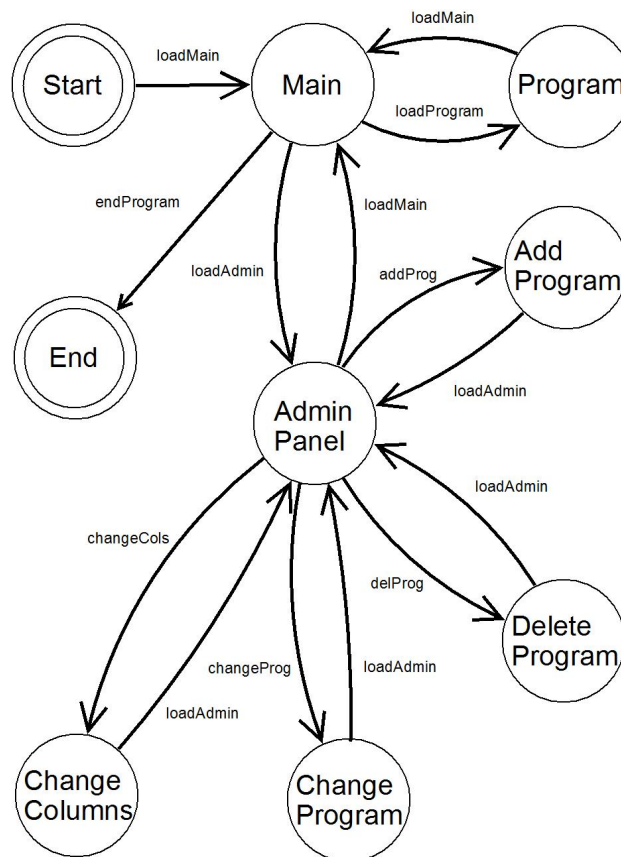 loadMain
loadMain
Start
Main
Program
loadProgram
endProgram
loadMain
loadAdmin
addProg
Add
Program
End
loadAdmin
Admin
Panel
loadAdmin
changeCols
delProg
Delete
Program
changeProg
loadAdmin
loadAdmin
Change
Columns
Change
Program